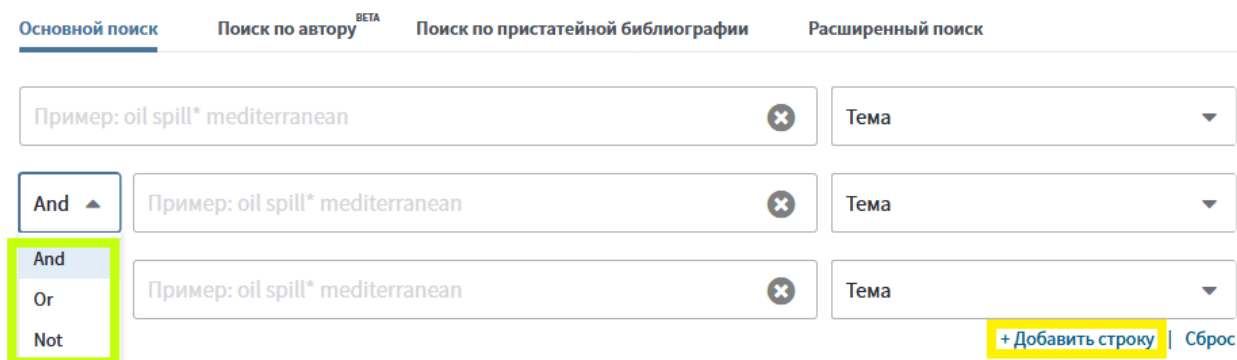 Основной поиск Поиск по автору BETA Поиск по пристатейной библиографии Расширенный поиск
Пример: oil spill* mediterranean Тема
And Пример: oil spill* mediterranean Тема
And
Or Пример: oil spill* mediterranean Тема
Not
+ Добавить строку | Сброс